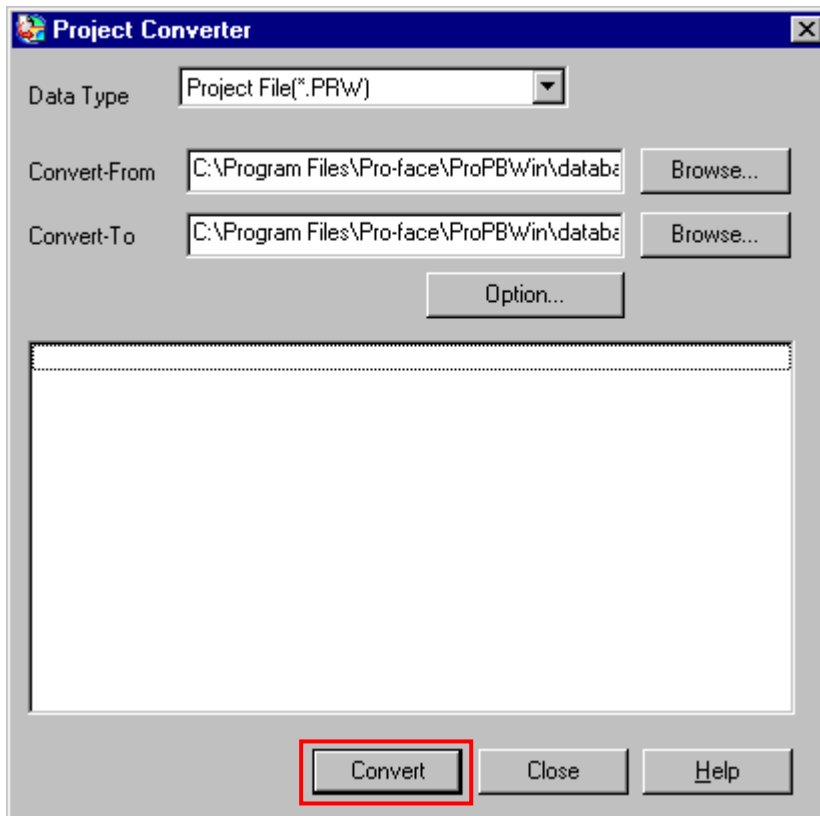 Project Converter
Data Type Project File(*.PRW)
Convert-From C:\Program Files\Pro-face\ProPBWin\databa Browse...
Convert-To C:\Program Files\Pro-face\ProPBWin\databa Browse...
Option...
Convert Close Help